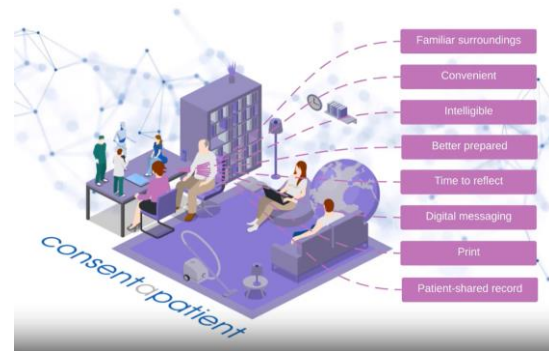 Familiar surroundings
Convenient
Intelligible
Better prepared
Time to reflect
Digital messaging
Print
Patient-shared record
consentapatient